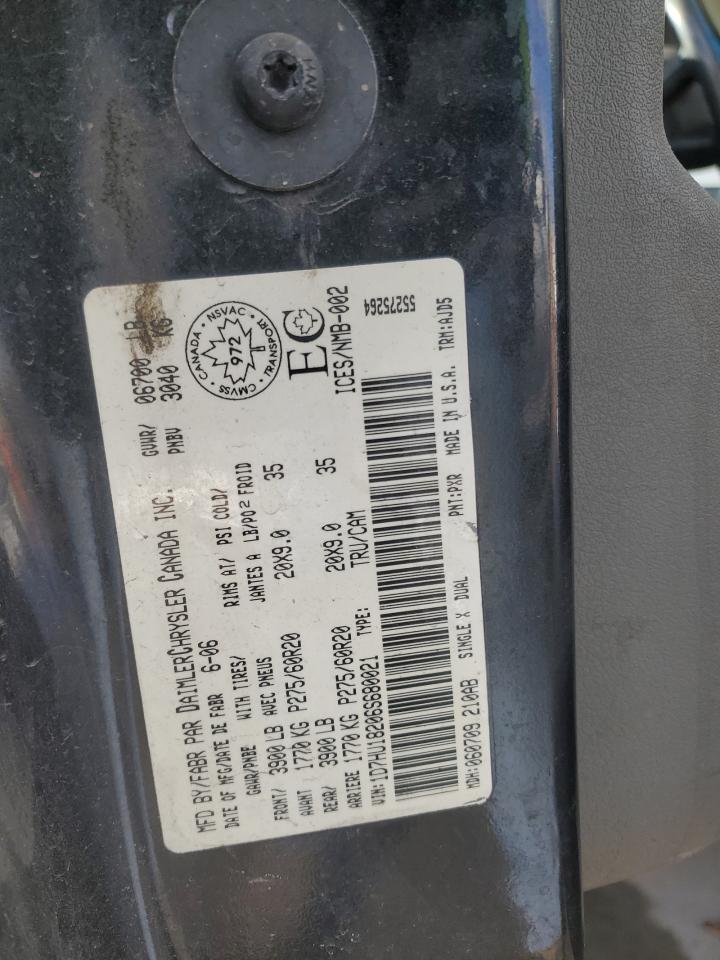 MFD BY/FABR PAR DAIMLERCHRYSLER CANADA INC.
DATE OF MFG/DATE DE FABR 6-06
GVWR/ PNBV
06700 LB
3040 KG
GAWR/PNBE WITH TIRES/ AVEC PNEUS RIMS AT/ JANTES A PSI COLD/ LB/PO2 FROID
FRONT/ AVANT 3900 LB 1770 KG P275/60R20 20X9.0 35
REAR/ ARRIERE 3900 LB 1770 KG P275/60R20 20X9.0 35
CANADA · NSVAC · TRANSPORT · CMVSS ·
972
EC
ICES/NMB-002
VIN: 1D7HU18206S680021 TYPE: TRU/CAM
55275264
SINGLE X DUAL
MDH: 060709 210AB PNT: PXR MADE IN U.S.A. TRM: AJD5